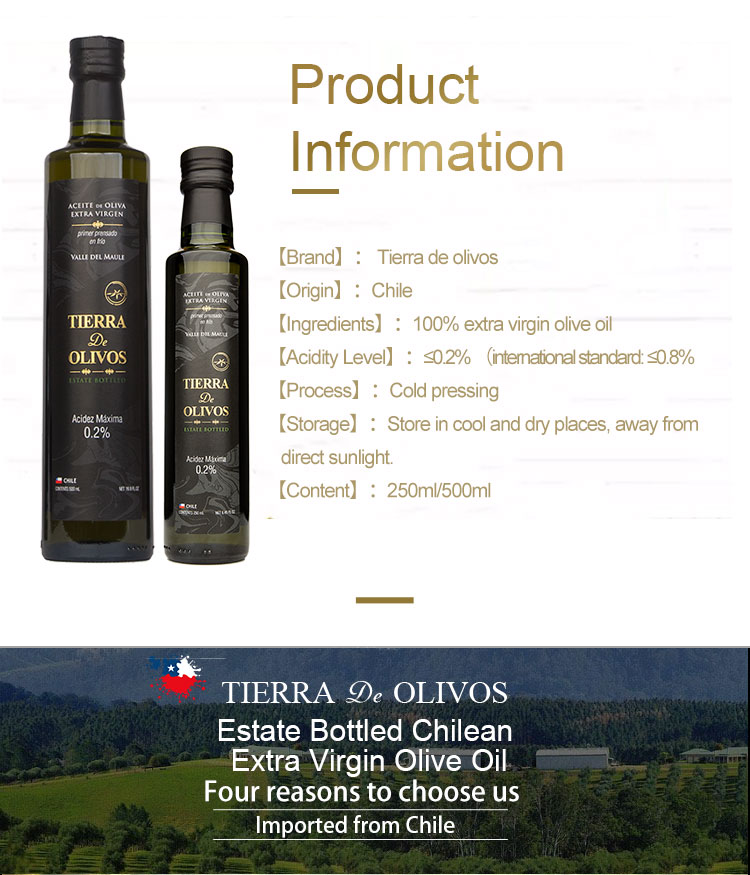 Product
Information
【Brand】： Tierra de olivos
【Origin】：Chile
【Ingredients】：100% extra virgin olive oil
【Acidity Level】：≤0.2% （international standard: ≤0.8%
【Process】：Cold pressing
【Storage】：Store in cool and dry places, away from
direct sunlight.
【Content】：250ml/500ml
ACEITE DE OLIVA
EXTRA VIRGEN
primer prensado
en frío
VALLE DEL MAULE
TIERRA
De
OLIVOS
ESTATE BOTTLED
Acidez Máxima
0.2%
CHILE
CONTENIDO 500 mL
ACEITE DE OLIVA
EXTRA VIRGEN
primer prensado
en frío
VALLE DEL MAULE
TIERRA
De
OLIVOS
ESTATE BOTTLED
Acidez Máxima
0.2%
CHILE
TIERRA De OLIVOS
Estate Bottled Chilean
Extra Virgin Olive Oil
Four reasons to choose us
Imported from Chile